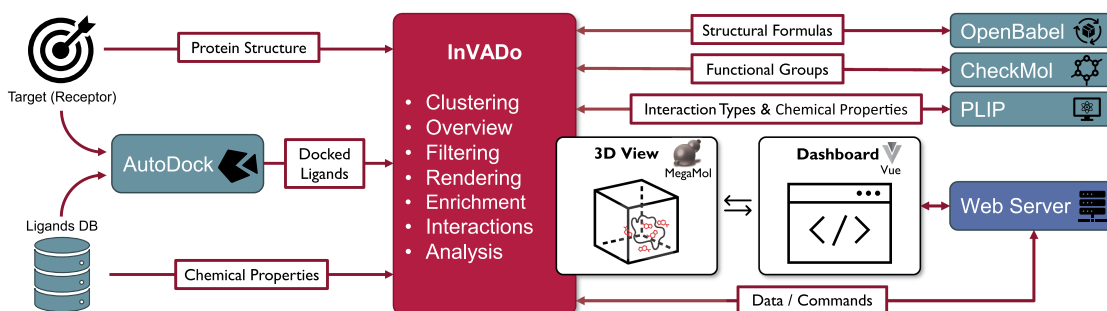 Protein Structure
Target (Receptor)
AutoDock
Docked
Ligands
Ligands DB
Chemical Properties
InVADo
• Clustering
• Overview
• Filtering
• Rendering
• Enrichment
• Interactions
• Analysis
Structural Formulas
OpenBabel
Functional Groups
CheckMol
Interaction Types & Chemical Properties
PLIP
3D View
MegaMol
Dashboard
Vue
</>
Web Server
Data / Commands